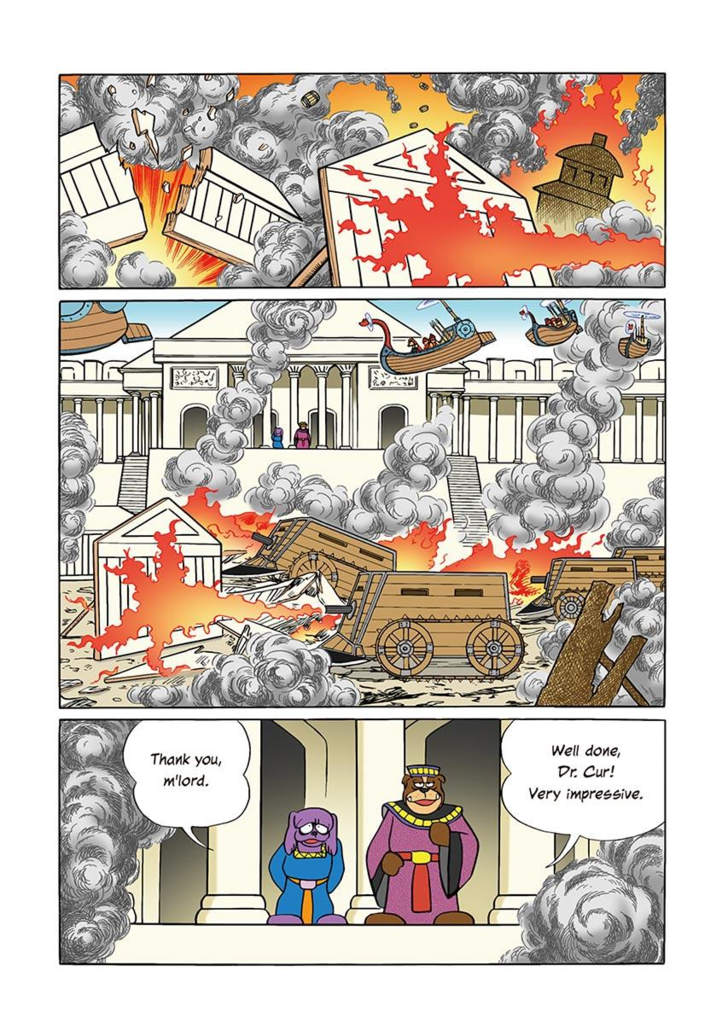 Thank you,
m'lord.
Well done,
Dr. Cur!
Very impressive.